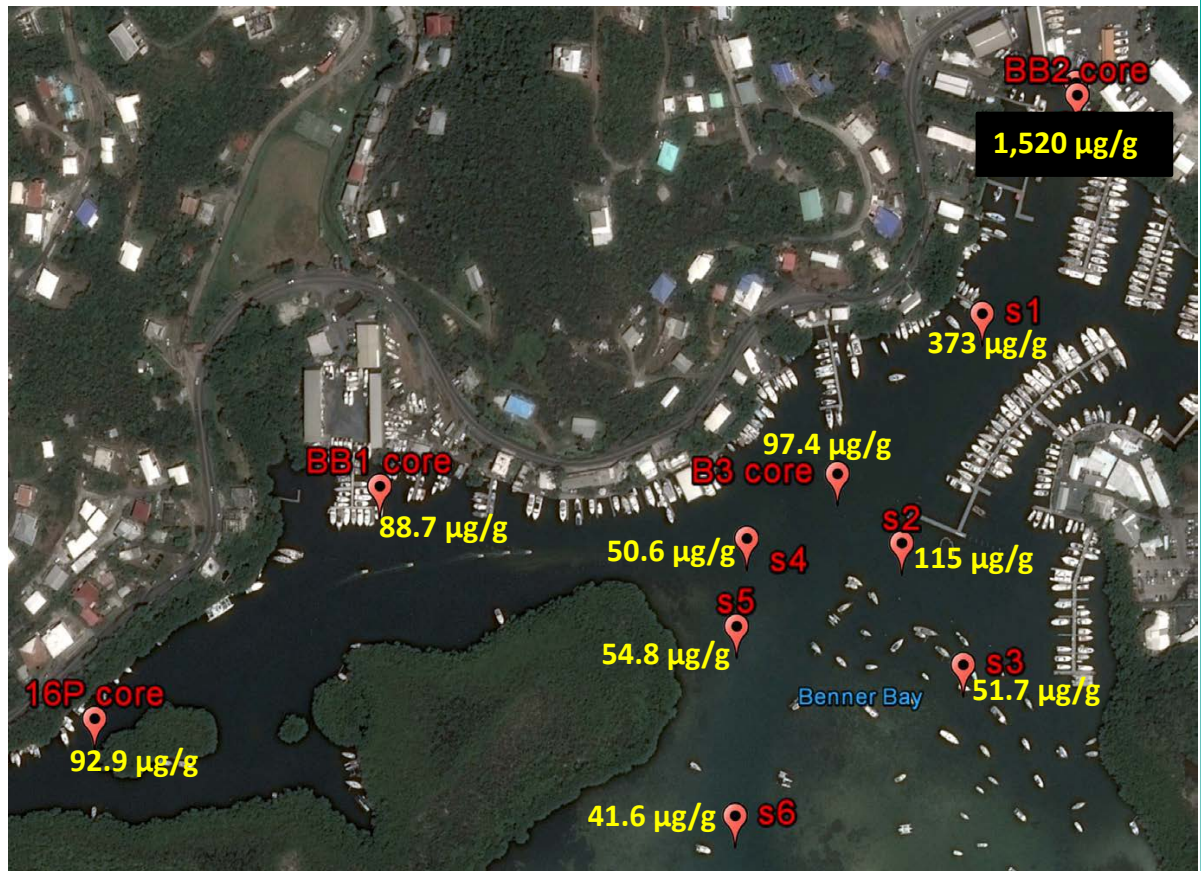 BB2 core
1,520 µg/g
s1
373 µg/g
97.4 µg/g
BB1 core
B3 core
88.7 µg/g
s2
50.6 µg/g
115 µg/g
s4
s5
54.8 µg/g
s3
51.7 µg/g
Benner Bay
16P core
92.9 µg/g
41.6 µg/g
s6